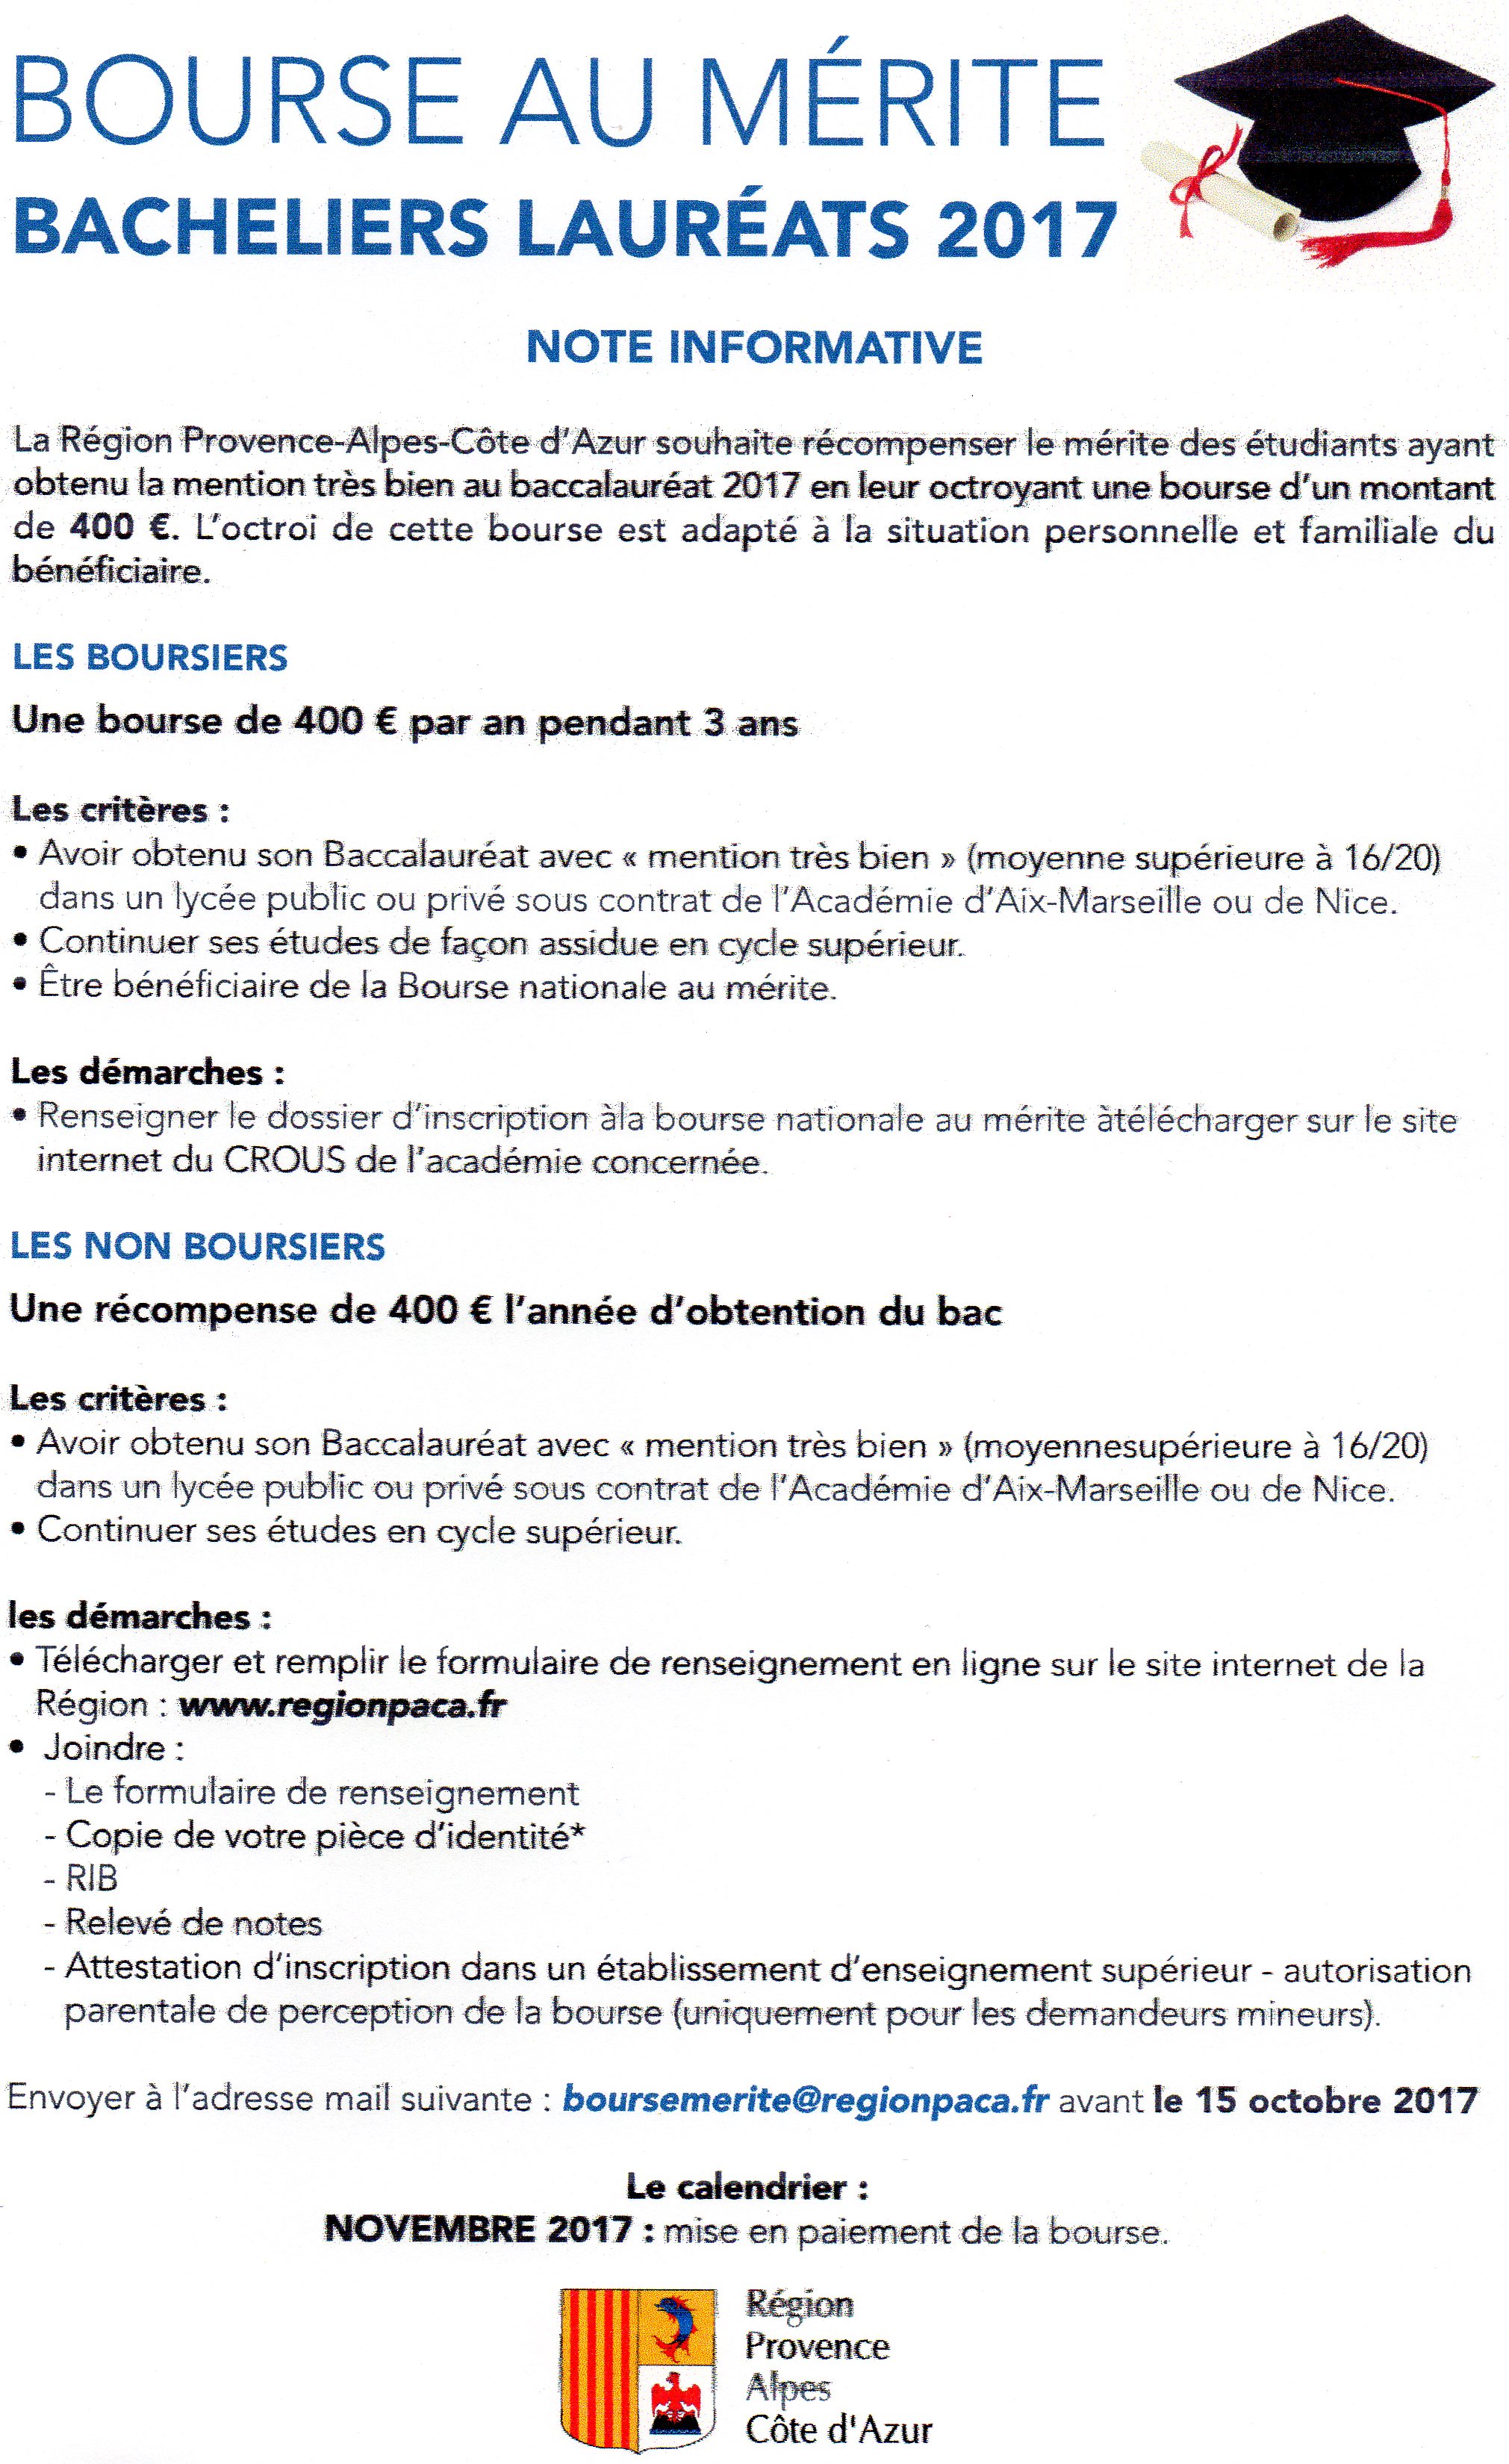 BOURSE AU MÉRITE
BACHELIERS LAURÉATS 2017
NOTE INFORMATIVE
La Région Provence-Alpes-Côte d'Azur souhaite récompenser le mérite des étudiants ayant
obtenu la mention très bien au baccalauréat 2017 en leur octroyant une bourse d'un montant
de 400 €. L'octroi de cette bourse est adapté à la situation personnelle et familiale du
bénéficiaire.
LES BOURSIERS
Une bourse de 400 € par an pendant 3 ans
Les critères :
• Avoir obtenu son Baccalauréat avec « mention très bien » (moyenne supérieure à 16/20)
dans un lycée public ou privé sous contrat de l'Académie d'Aix-Marseille ou de Nice.
• Continuer ses études de façon assidue en cycle supérieur.
• Être bénéficiaire de la Bourse nationale au mérite.
Les démarches :
• Renseigner le dossier d'inscription àla bourse nationale au mérite àtélécharger sur le site
internet du CROUS de l'académie concernée.
LES NON BOURSIERS
Une récompense de 400 € l'année d'obtention du bac
Les critères :
• Avoir obtenu son Baccalauréat avec « mention très bien » (moyennesupérieure à 16/20)
dans un lycée public ou privé sous contrat de l'Académie d'Aix-Marseille ou de Nice.
• Continuer ses études en cycle supérieur.
les démarches :
• Télécharger et remplir le formulaire de renseignement en ligne sur le site internet de la
Région : www.regionpaca.fr
• Joindre :
- Le formulaire de renseignement
- Copie de votre pièce d'identité*
- RIB
- Relevé de notes
- Attestation d'inscription dans un établissement d'enseignement supérieur - autorisation
parentale de perception de la bourse (uniquement pour les demandeurs mineurs).
Envoyer à l'adresse mail suivante : boursemerite@regionpaca.fr avant le 15 octobre 2017
Le calendrier :
NOVEMBRE 2017 : mise en paiement de la bourse.
Région
Provence
Alpes
Côte d'Azur